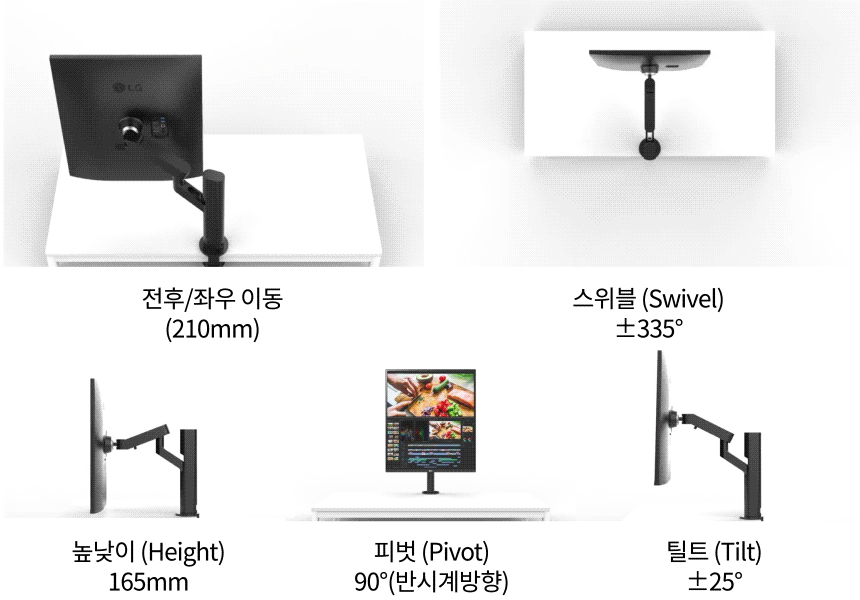 LG
전후/좌우 이동
(210mm)
스위블 (Swivel)
±335°
높낮이 (Height)
165mm
피벗 (Pivot)
90°(반시계방향)
틸트 (Tilt)
±25°